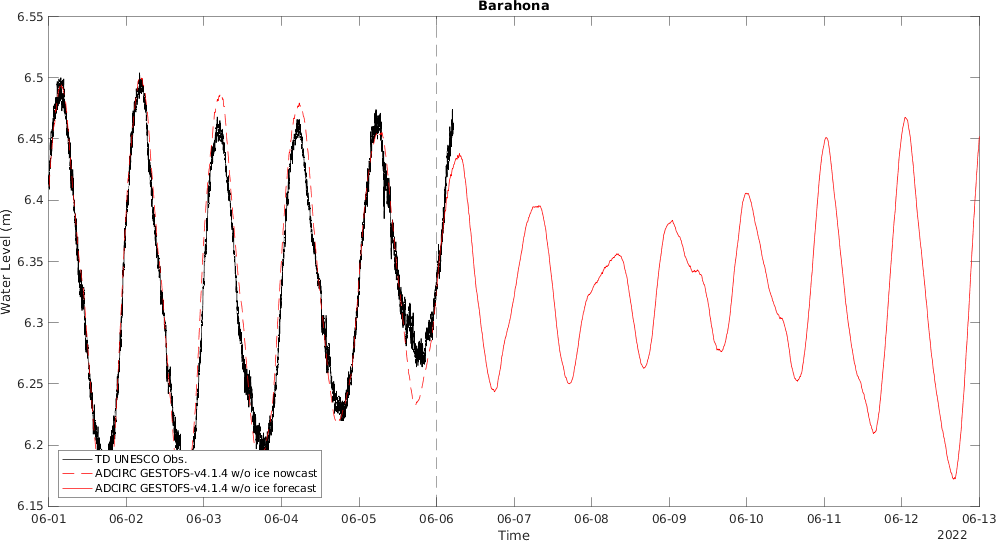 Barahona
6.55
6.5
6.45
6.4
6.35
6.3
6.25
6.2
6.15
Water Level (m)
TD UNESCO Obs.
ADCIRC GESTOFS-v4.1.4 w/o ice nowcast
ADCIRC GESTOFS-v4.1.4 w/o ice forecast
06-01 06-02 06-03 06-04 06-05 06-06 06-07 06-08 06-09 06-10 06-11 06-12 06-13
Time
2022